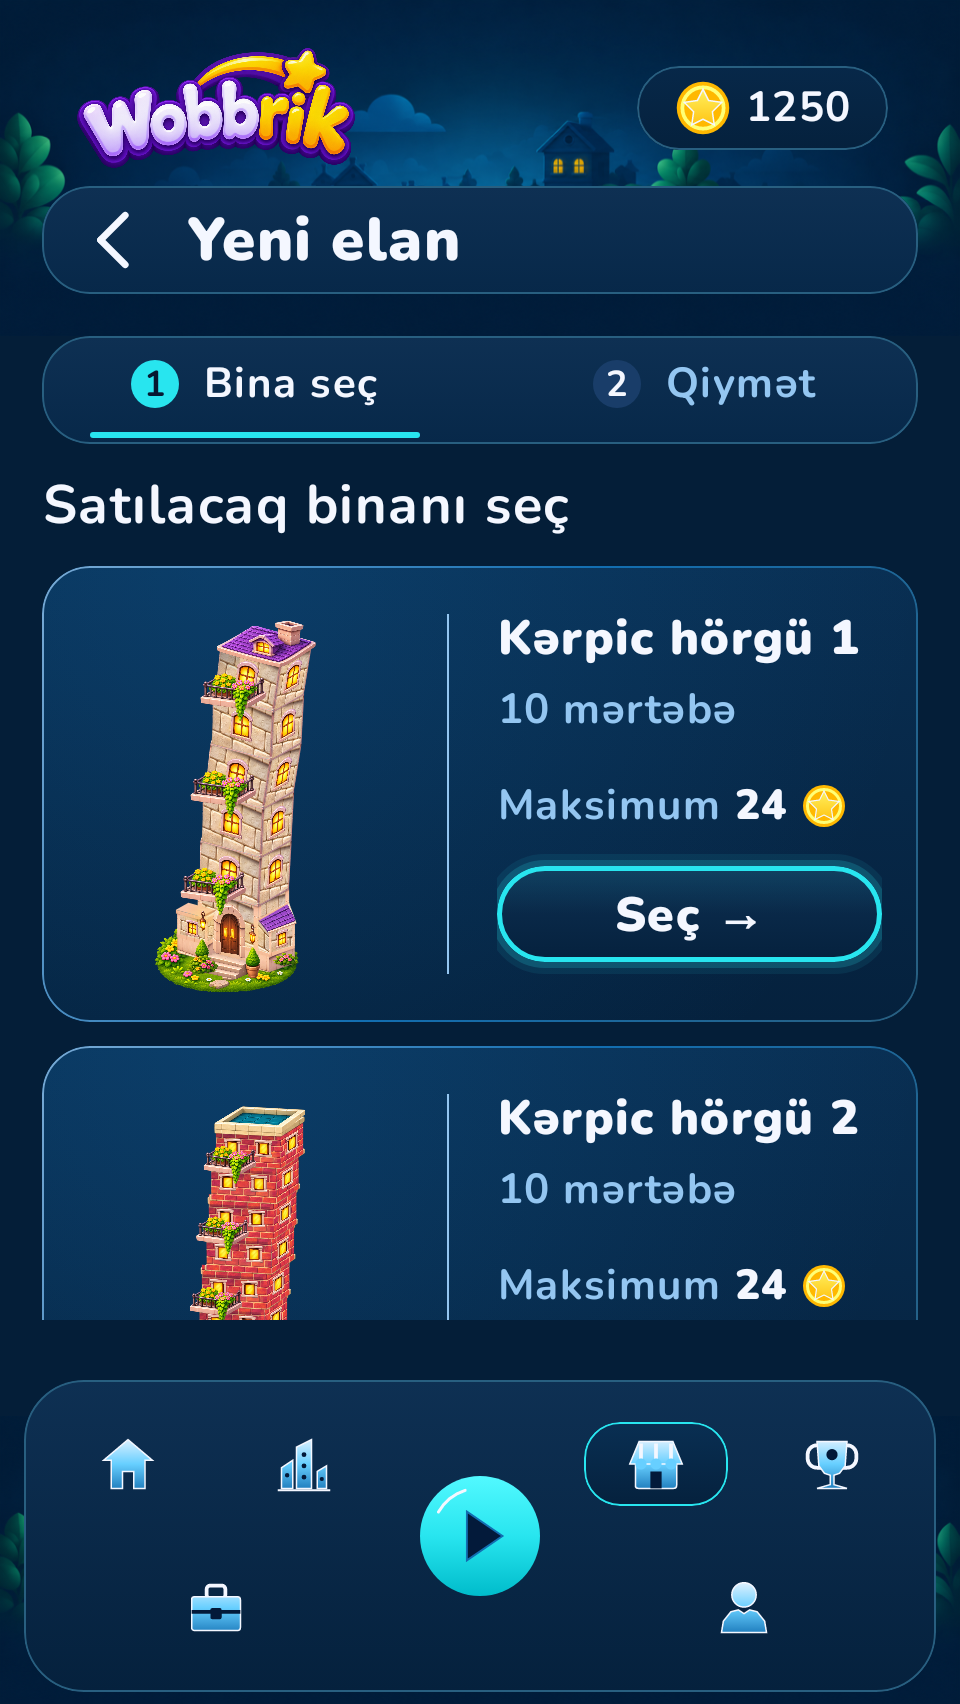 Wobbrik
1250
Yeni elan
1 Bina seç
2 Qiymət
Satılacaq binanı seç
Kərpic hörgü 1
10 mərtəbə
Maksimum 24
Seç →
Kərpic hörgü 2
10 mərtəbə
Maksimum 24